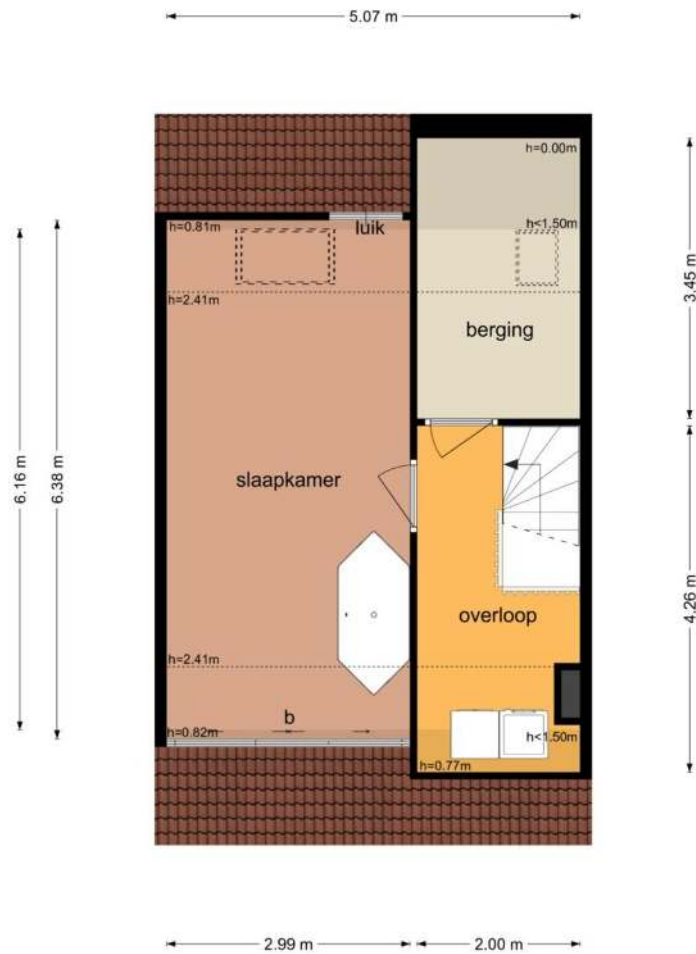 5.07 m
h=0.00m
h=0.81m
luik
h<1.50m
h=2.41m
berging
3.45 m
6.16 m
6.38 m
slaapkamer
overloop
4.26 m
h=2.41m
b
h=0.82m
h<1.50m
h=0.77m
2.99 m
2.00 m